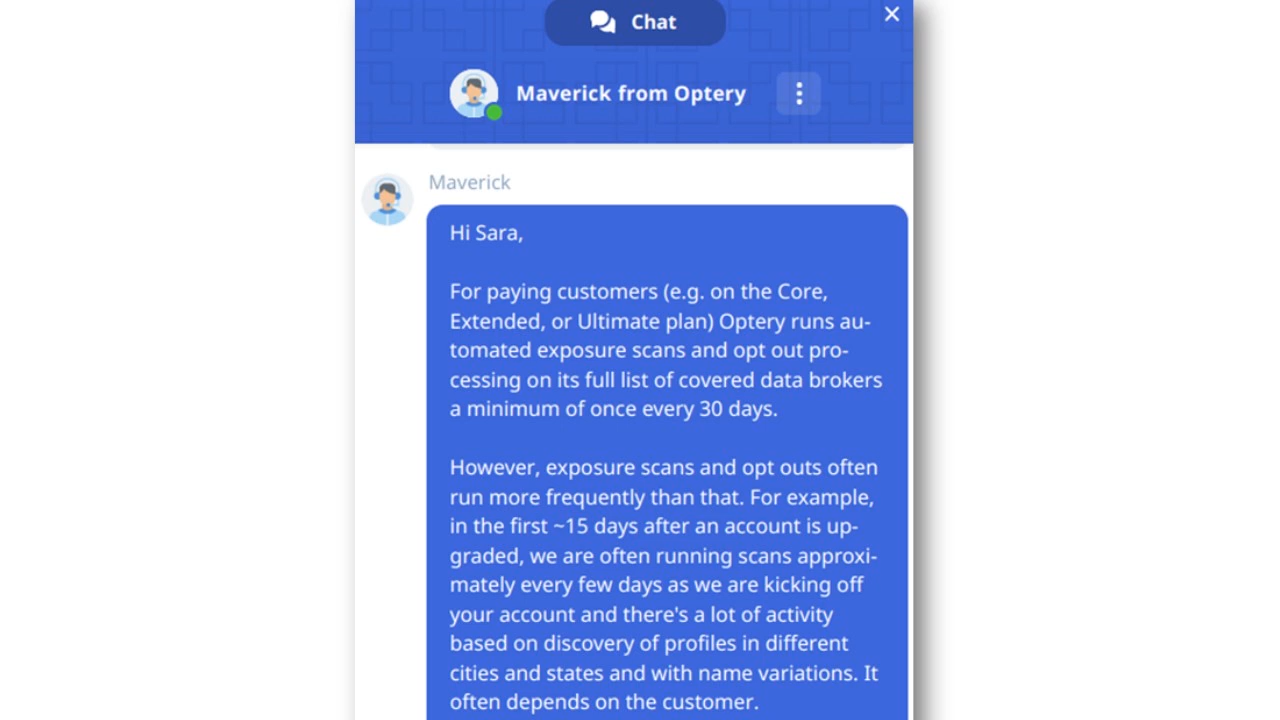 Chat
Maverick from Optery
Maverick
Hi Sara,
For paying customers (e.g. on the Core,
Extended, or Ultimate plan) Optery runs au-
tomated exposure scans and opt out pro-
cessing on its full list of covered data brokers
a minimum of once every 30 days.
However, exposure scans and opt outs often
run more frequently than that. For example,
in the first ~15 days after an account is up-
graded, we are often running scans approxi-
mately every few days as we are kicking off
your account and there's a lot of activity
based on discovery of profiles in different
cities and states and with name variations. It
often depends on the customer.